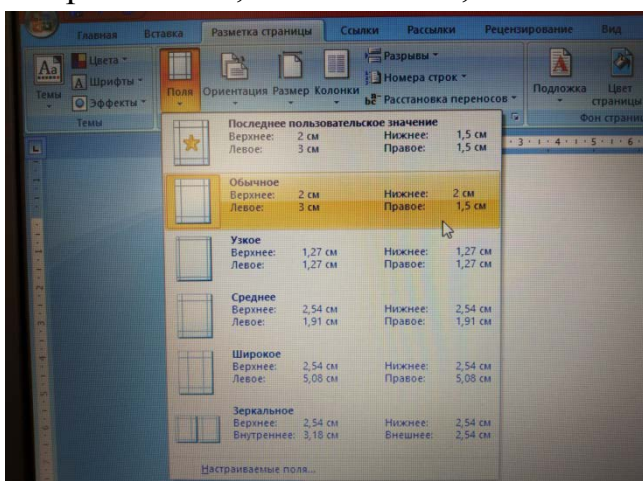 Главная Вставка Разметка страницы Ссылки Рассылки Рецензирование Вид
Темы
Цвета
Шрифты
Эффекты
Темы
Поля Ориентация Размер Колонки
Разрывы
Номера строк
Расстановка переносов
Подложка Цвет страницы
Фон страниц
Последнее пользовательское значение
Верхнее: 2 см Нижнее: 1,5 см
Левое: 3 см Правое: 1,5 см
Обычное
Верхнее: 2 см Нижнее: 2 см
Левое: 3 см Правое: 1,5 см
Узкое
Верхнее: 1,27 см Нижнее: 1,27 см
Левое: 1,27 см Правое: 1,27 см
Среднее
Верхнее: 2,54 см Нижнее: 2,54 см
Левое: 1,91 см Правое: 1,91 см
Широкое
Верхнее: 2,54 см Нижнее: 2,54 см
Левое: 5,08 см Правое: 5,08 см
Зеркальное
Верхнее: 2,54 см Нижнее: 2,54 см
Внутреннее: 3,18 см Внешнее: 2,54 см
Настраиваемые поля...